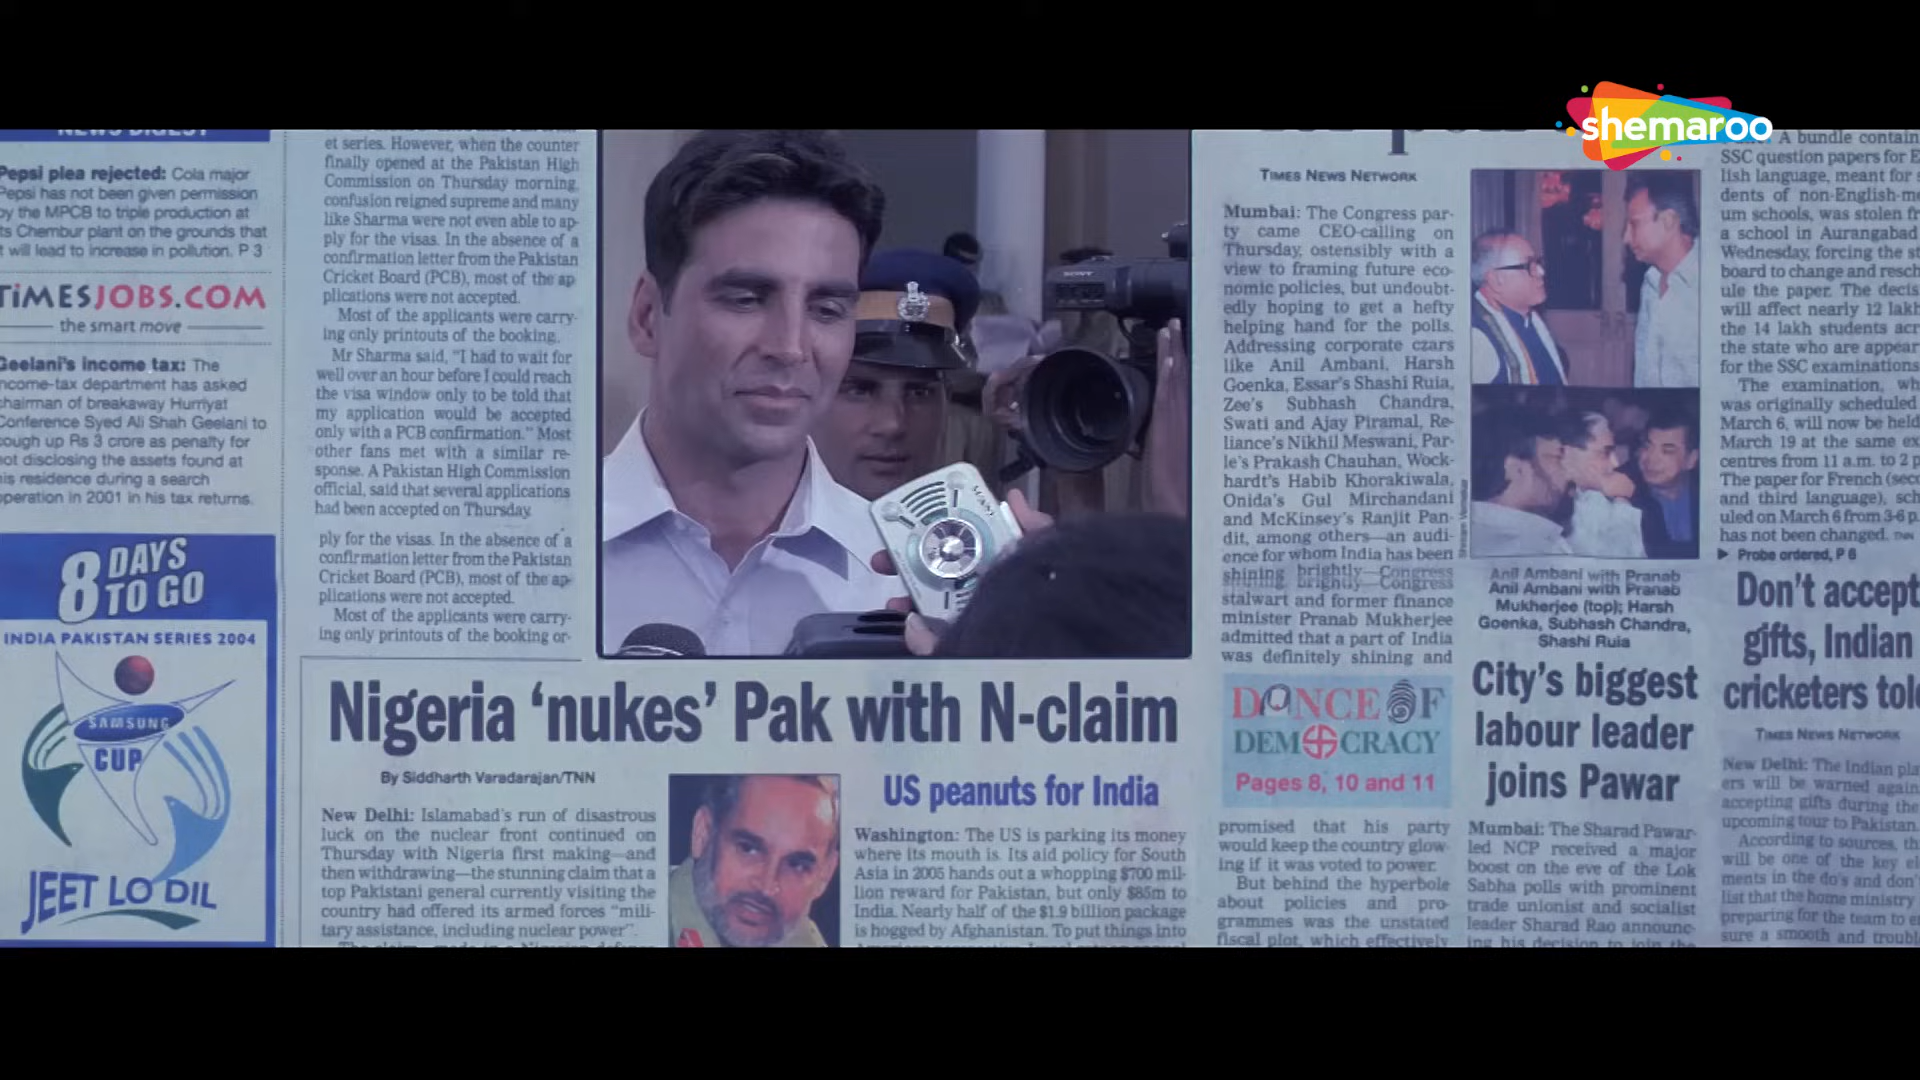 shemaroo
NEWS DIGEST
Pepsi plea rejected: Cola major
Pepsi has not been given permission
by the MPCB to triple production at
its Chembur plant on the grounds that
it will lead to increase in pollution. P 3
TIMESJOBS.COM
the smart move
Geelani's income tax: The
income-tax department has asked
chairman of breakaway Hurriyat
Conference Syed Ali Shah Geelani to
cough up Rs 3 crore as penalty for
not disclosing the assets found at
his residence during a search
operation in 2001 in his tax returns.
8 DAYS
TO GO
INDIA PAKISTAN SERIES 2004
SAMSUNG
CUP
JEET LO DIL
et series. However, when the counter
finally opened at the Pakistan High
Commission on Thursday morning,
confusion reigned supreme and many
like Sharma were not even able to ap-
ply for the visas. In the absence of a
confirmation letter from the Pakistan
Cricket Board (PCB), most of the ap
plications were not accepted.
Most of the applicants were carry-
ing only printouts of the booking.
Mr Sharma said, "I had to wait for
well over an hour before I could reach
the visa window only to be told that
my application would be accepted
only with a PCB confirmation." Most
other fans met with a similar re-
sponse. A Pakistan High Commission
official, said that several applications
had been accepted on Thursday.
ply for the visas. In the absence of a
confirmation letter from the Pakistan
Cricket Board (PCB), most of the ap-
plications were not accepted.
Most of the applicants were carry-
ing only printouts of the booking or-
SONY
SONY
Nigeria 'nukes' Pak with N-claim
By Siddharth Varadarajan/TNN
New Delhi: Islamabad's run of disastrous
luck on the nuclear front continued on
Thursday with Nigeria first making—and
then withdrawing—the stunning claim that a
top Pakistani general currently visiting the
country had offered its armed forces "mili-
tary assistance, including nuclear power".
US peanuts for India
Washington: The US is parking its money
where its mouth is. Its aid policy for South
Asia in 2005 hands out a whopping $700 mil-
lion reward for Pakistan, but only $85m to
India. Nearly half of the $1.9 billion package
is hogged by Afghanistan. To put things into
TIMES NEWS NETWORK
Mumbai: The Congress par-
ty came CEO-calling on
Thursday, ostensibly with a
view to framing future eco-
nomic policies, but undoubt-
edly hoping to get a hefty
helping hand for the polls.
Addressing corporate czars
like Anil Ambani, Harsh
Goenka, Essar's Shashi Ruia,
Zee's Subhash Chandra,
Swati and Ajay Piramal, Re-
liance's Nikhil Meswani, Par-
le's Prakash Chauhan, Wock-
hardt's Habib Khorakiwala,
Onida's Gul Mirchandani
and McKinsey's Ranjit Pan-
dit, among others—an audi-
ence for whom India has been
shining brightly—Congress
stalwart and former finance
minister Pranab Mukherjee
admitted that a part of India
was definitely shining and
DANCE OF
DEMOCRACY
Pages 8, 10 and 11
promised that his party
would keep the country glow-
ing if it was voted to power.
But behind the hyperbole
about policies and pro-
grammes was the unstated
fiscal plot, which effectively
Anil Ambani with Pranab
Anil Ambani with Pranab
Mukherjee (top); Harsh
Goenka, Subhash Chandra,
Shashi Ruia
City's biggest
labour leader
joins Pawar
Mumbai: The Sharad Pawar-
led NCP received a major
boost on the eve of the Lok
Sabha polls with prominent
trade unionist and socialist
leader Sharad Rao announc-
ing his decision to join the
A bundle contain
SSC question papers for E
lish language, meant for s
dents of non-English-me
um schools, was stolen fr
a school in Aurangabad
Wednesday, forcing the st
board to change and resch
ule the paper. The decis
will affect nearly 12 lakh
the 14 lakh students acr
the state who are appear
for the SSC examinations
The examination, wh
was originally scheduled
March 6, will now be held
March 19 at the same ex
centres from 11 a.m. to 2 p
The paper for French (seco
and third language), sch
uled on March 6 from 3-6 p.
has not been changed. TNN
▶ Probe ordered, P 6
Don't accept
gifts, Indian
cricketers told
TIMES NEWS NETWORK
New Delhi: The Indian pla
ers will be warned again
accepting gifts during the
upcoming tour to Pakistan.
According to sources, th
will be one of the key el
ments in the do's and don'
list that the home ministry
preparing for the team to en
sure a smooth and troubl